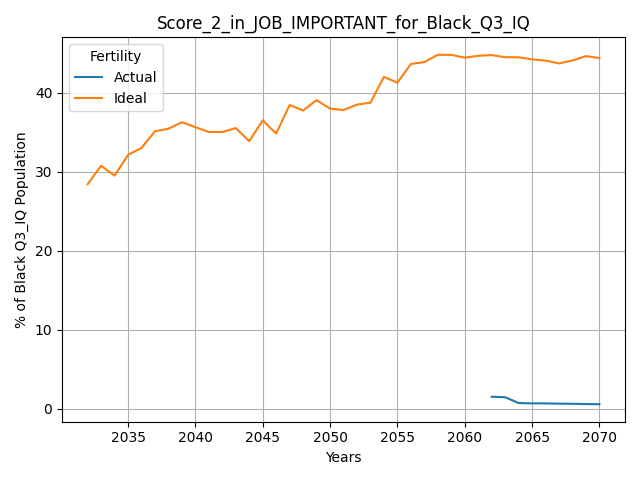 Score_2_in_JOB_IMPORTANT_for_Black_Q3_IQ
Fertility
Actual
Ideal
% of Black Q3_IQ Population
40
30
20
10
0
2035 2040 2045 2050 2055 2060 2065 2070
Years